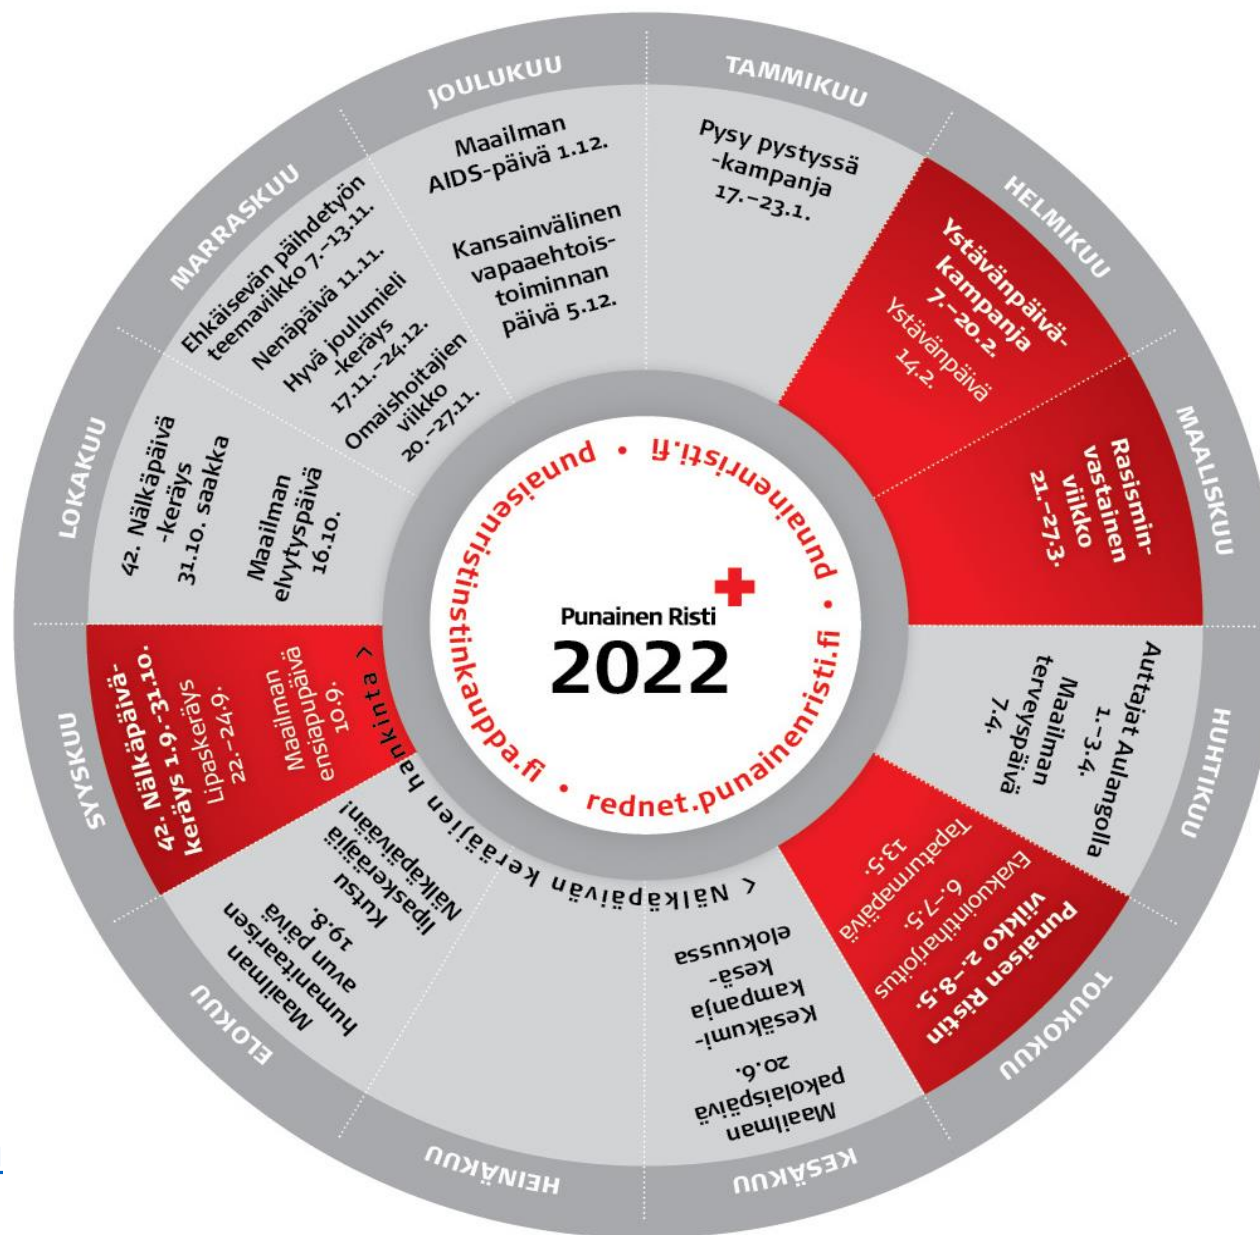 TAMMIKUU
Pysy pystyssä
-kampanja
17.–23.1.
HELMIKUU
Ystävänpäivä-
kampanja
7.–20.2.
Ystävänpäivä
14.2.
MAALISKUU
Rasismin-
vastainen
viikko
21.–27.3.
HUHTIKUU
Auttajat Aulangolla
1.–3.4.
Maailman
terveyspäivä
7.4.
TOUKOKUU
Punaisen Ristin
viikko 2.–8.5.
Evakuointiharjoitus
6.–7.5.
Tapaturmapäivä
13.5.
KESÄKUU
Maailman
pakolaispäivä
20.6.
Kesäkumi-
kampanja
kesä-
elokuussa
HEINÄKUU
ELOKUU
Maailman
humanitaarisen
avun päivä
19.8.
Kutsu
lipaskerääjiä
Nälkäpäivään!
< Nälkäpäivän kerääjien hankinta >
SYYSKUU
42. Nälkäpäivä-
keräys 1.9.-31.10.
Lipaskeräys
22.–24.9.
Maailman
ensiapupäivä
10.9.
LOKAKUU
42. Nälkäpäivä
-keräys
31.10. saakka
Maailman
elvytyspäivä
16.10.
MARRASKUU
Ehkäisevän päihdetyön
teemaviikko 7.–13.11.
Nenäpäivä 11.11.
Hyvä joulumieli
-keräys
17.11.–24.12.
Omaishoitajien
viikko
20.–27.11.
JOULUKUU
Maailman
AIDS-päivä 1.12.
Kansainvälinen
vapaaehtois-
toiminnan
päivä 5.12.
punainenristi.fi • rednet.punainenristi.fi • punaisenristinstinkauppa.fi •
Punainen Risti
2022